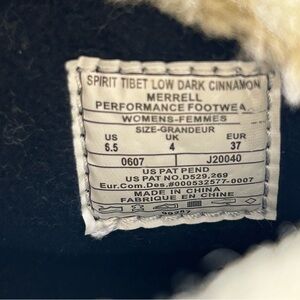 SPIRIT TIBET LOW DARK CINNAMON
MERRELL
PERFORMANCE FOOTWEA
WOMENS-FEMMES
SIZE-GRANDEUR
US UK EUR
6.5 4 37
0607 J20040
US PAT PEND
US PAT NO.D529,269
Eur.Com.Des.#000532577-0007
MADE IN CHINA
FABRIQUE EN CHINE